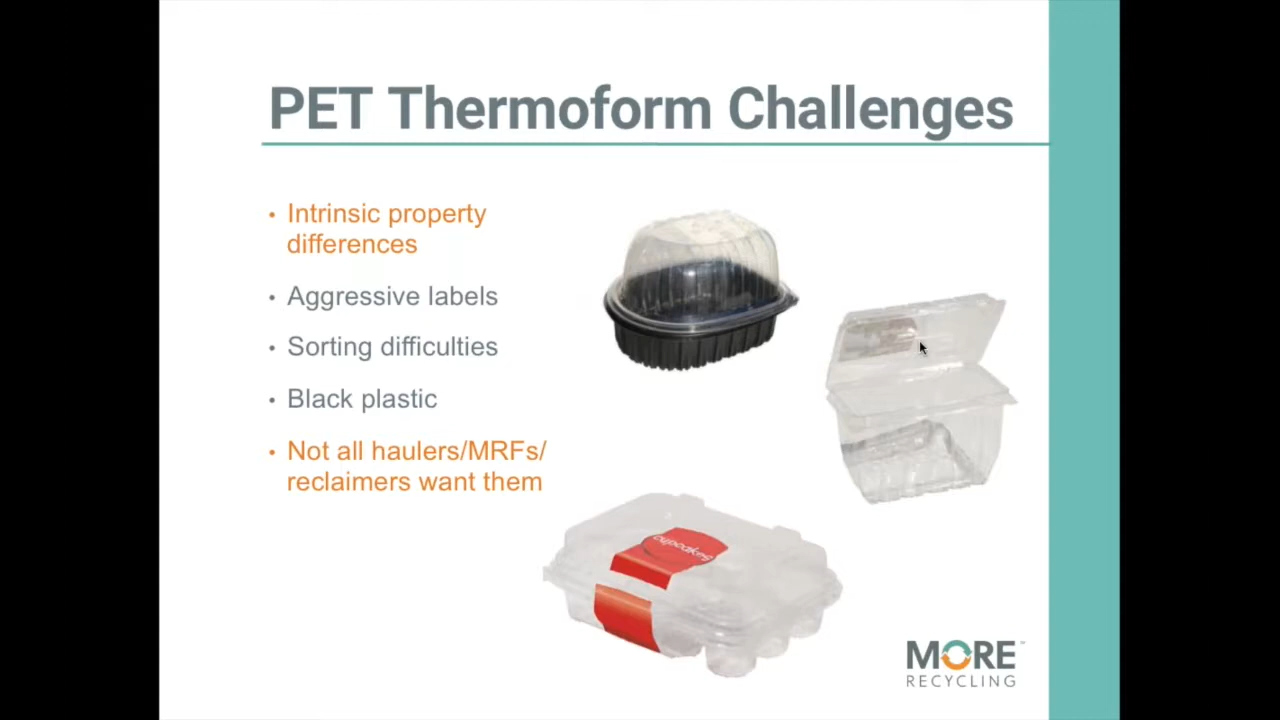 PET Thermoform Challenges
• Intrinsic property
differences
• Aggressive labels
• Sorting difficulties
• Black plastic
• Not all haulers/MRFs/
reclaimers want them
cupcakes
MORE™
RECYCLING